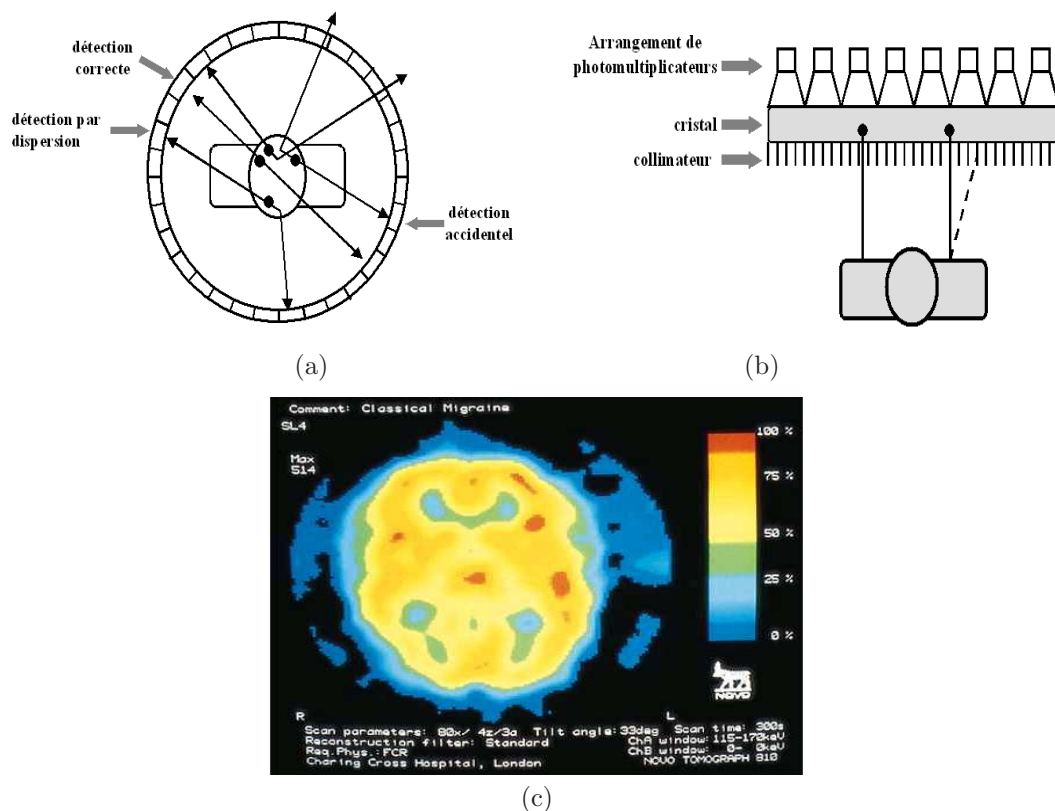 détection
correcte
détection par
dispersion
détection
accidentel
(a)
Arrangement de
photomultiplicateurs
cristal
collimateur
(b)
Comment: Classical Migraine
SL4
Max
514
100 %
75 %
50 %
25 %
0 %
NOVO
R
L
Scan parameters: 80x/ 4z/3a Tilt angle:33deg Scan time: 300s
Reconstruction filter: Standard ChA window:115-170keV
Req.Phys.:FCR ChB window: 0- 0keV
Charing Cross Hospital, London NOVO TOMOGRAPH 810
(c)